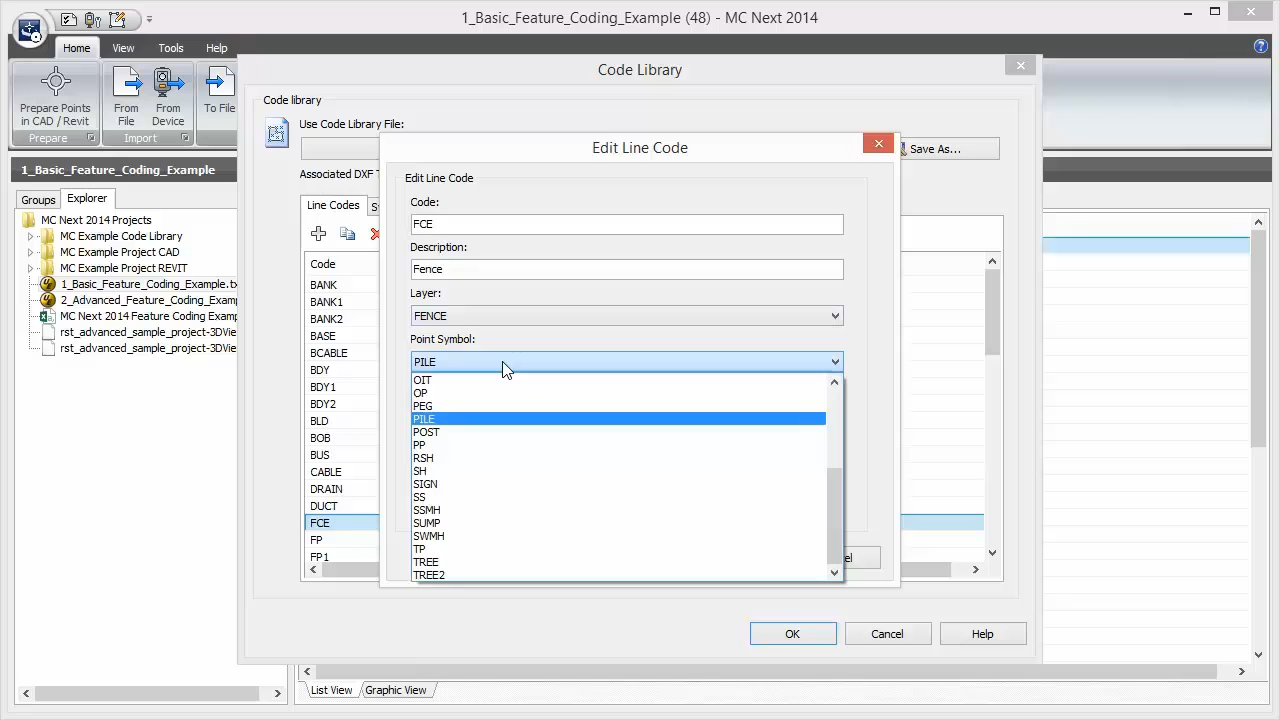 1_Basic_Feature_Coding_Example (48) - MC Next 2014
Home View Tools Help
Prepare Points
in CAD / Revit
From
File
From
Device
To File
Prepare
Import
Code Library
Code library
Use Code Library File:
Save As...
Edit Line Code
1_Basic_Feature_Coding_Example
Associated DXF
Groups Explorer
MC Next 2014 Projects
MC Example Code Library
MC Example Project CAD
MC Example Project REVIT
1_Basic_Feature_Coding_Example.tx
2_Advanced_Feature_Coding_Examp
MC Next 2014 Feature Coding Examp
rst_advanced_sample_project-3DVie
rst_advanced_sample_project-3DVie
Line Codes
Code
BANK
BANK1
BANK2
BASE
BCABLE
BDY
BDY1
BDY2
BLD
BOB
BUS
CABLE
DRAIN
DUCT
FCE
FP
FP1
Edit Line Code
Code:
FCE
Description:
Fence
Layer:
FENCE
Point Symbol:
PILE
OIT
OP
PEG
PILE
POST
PP
RSH
SH
SIGN
SS
SSMH
SUMP
SWMH
TP
TREE
TREE2
el
OK Cancel Help
List View Graphic View